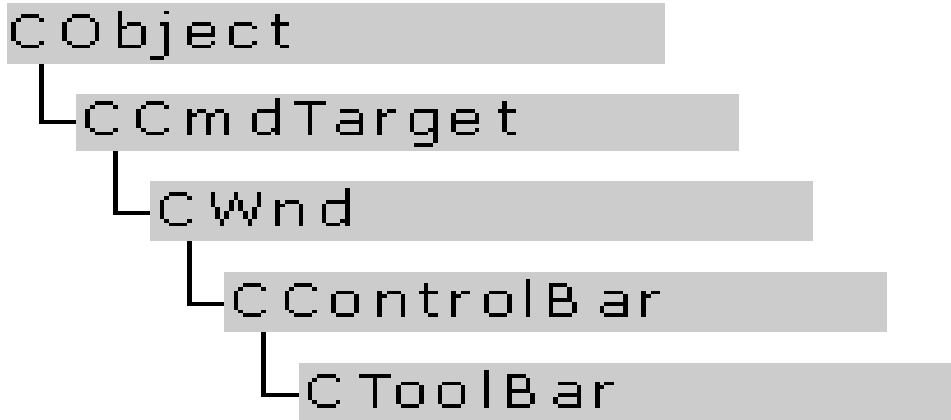 CObject
CCmdTarget
CWnd
CControlBar
CToolBar